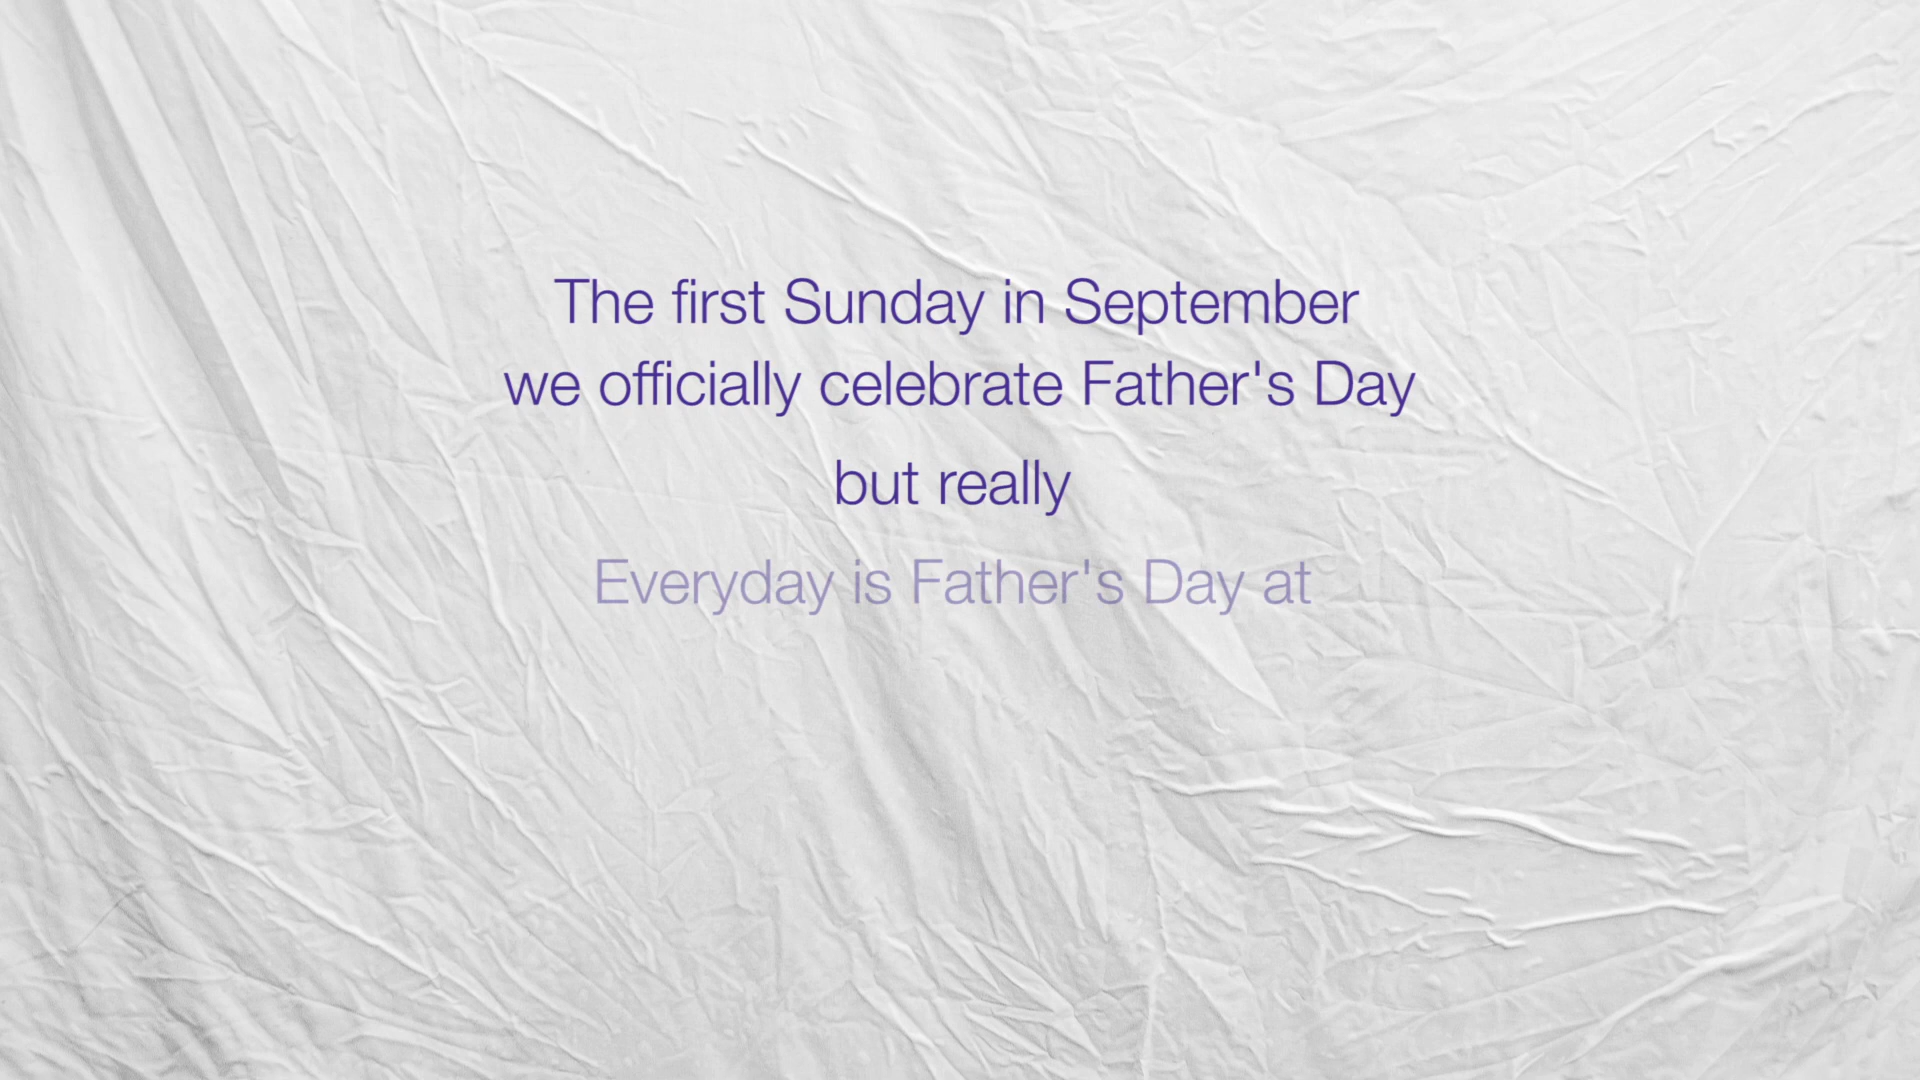 The first Sunday in September
we officially celebrate Father's Day
but really
Everyday is Father's Day at